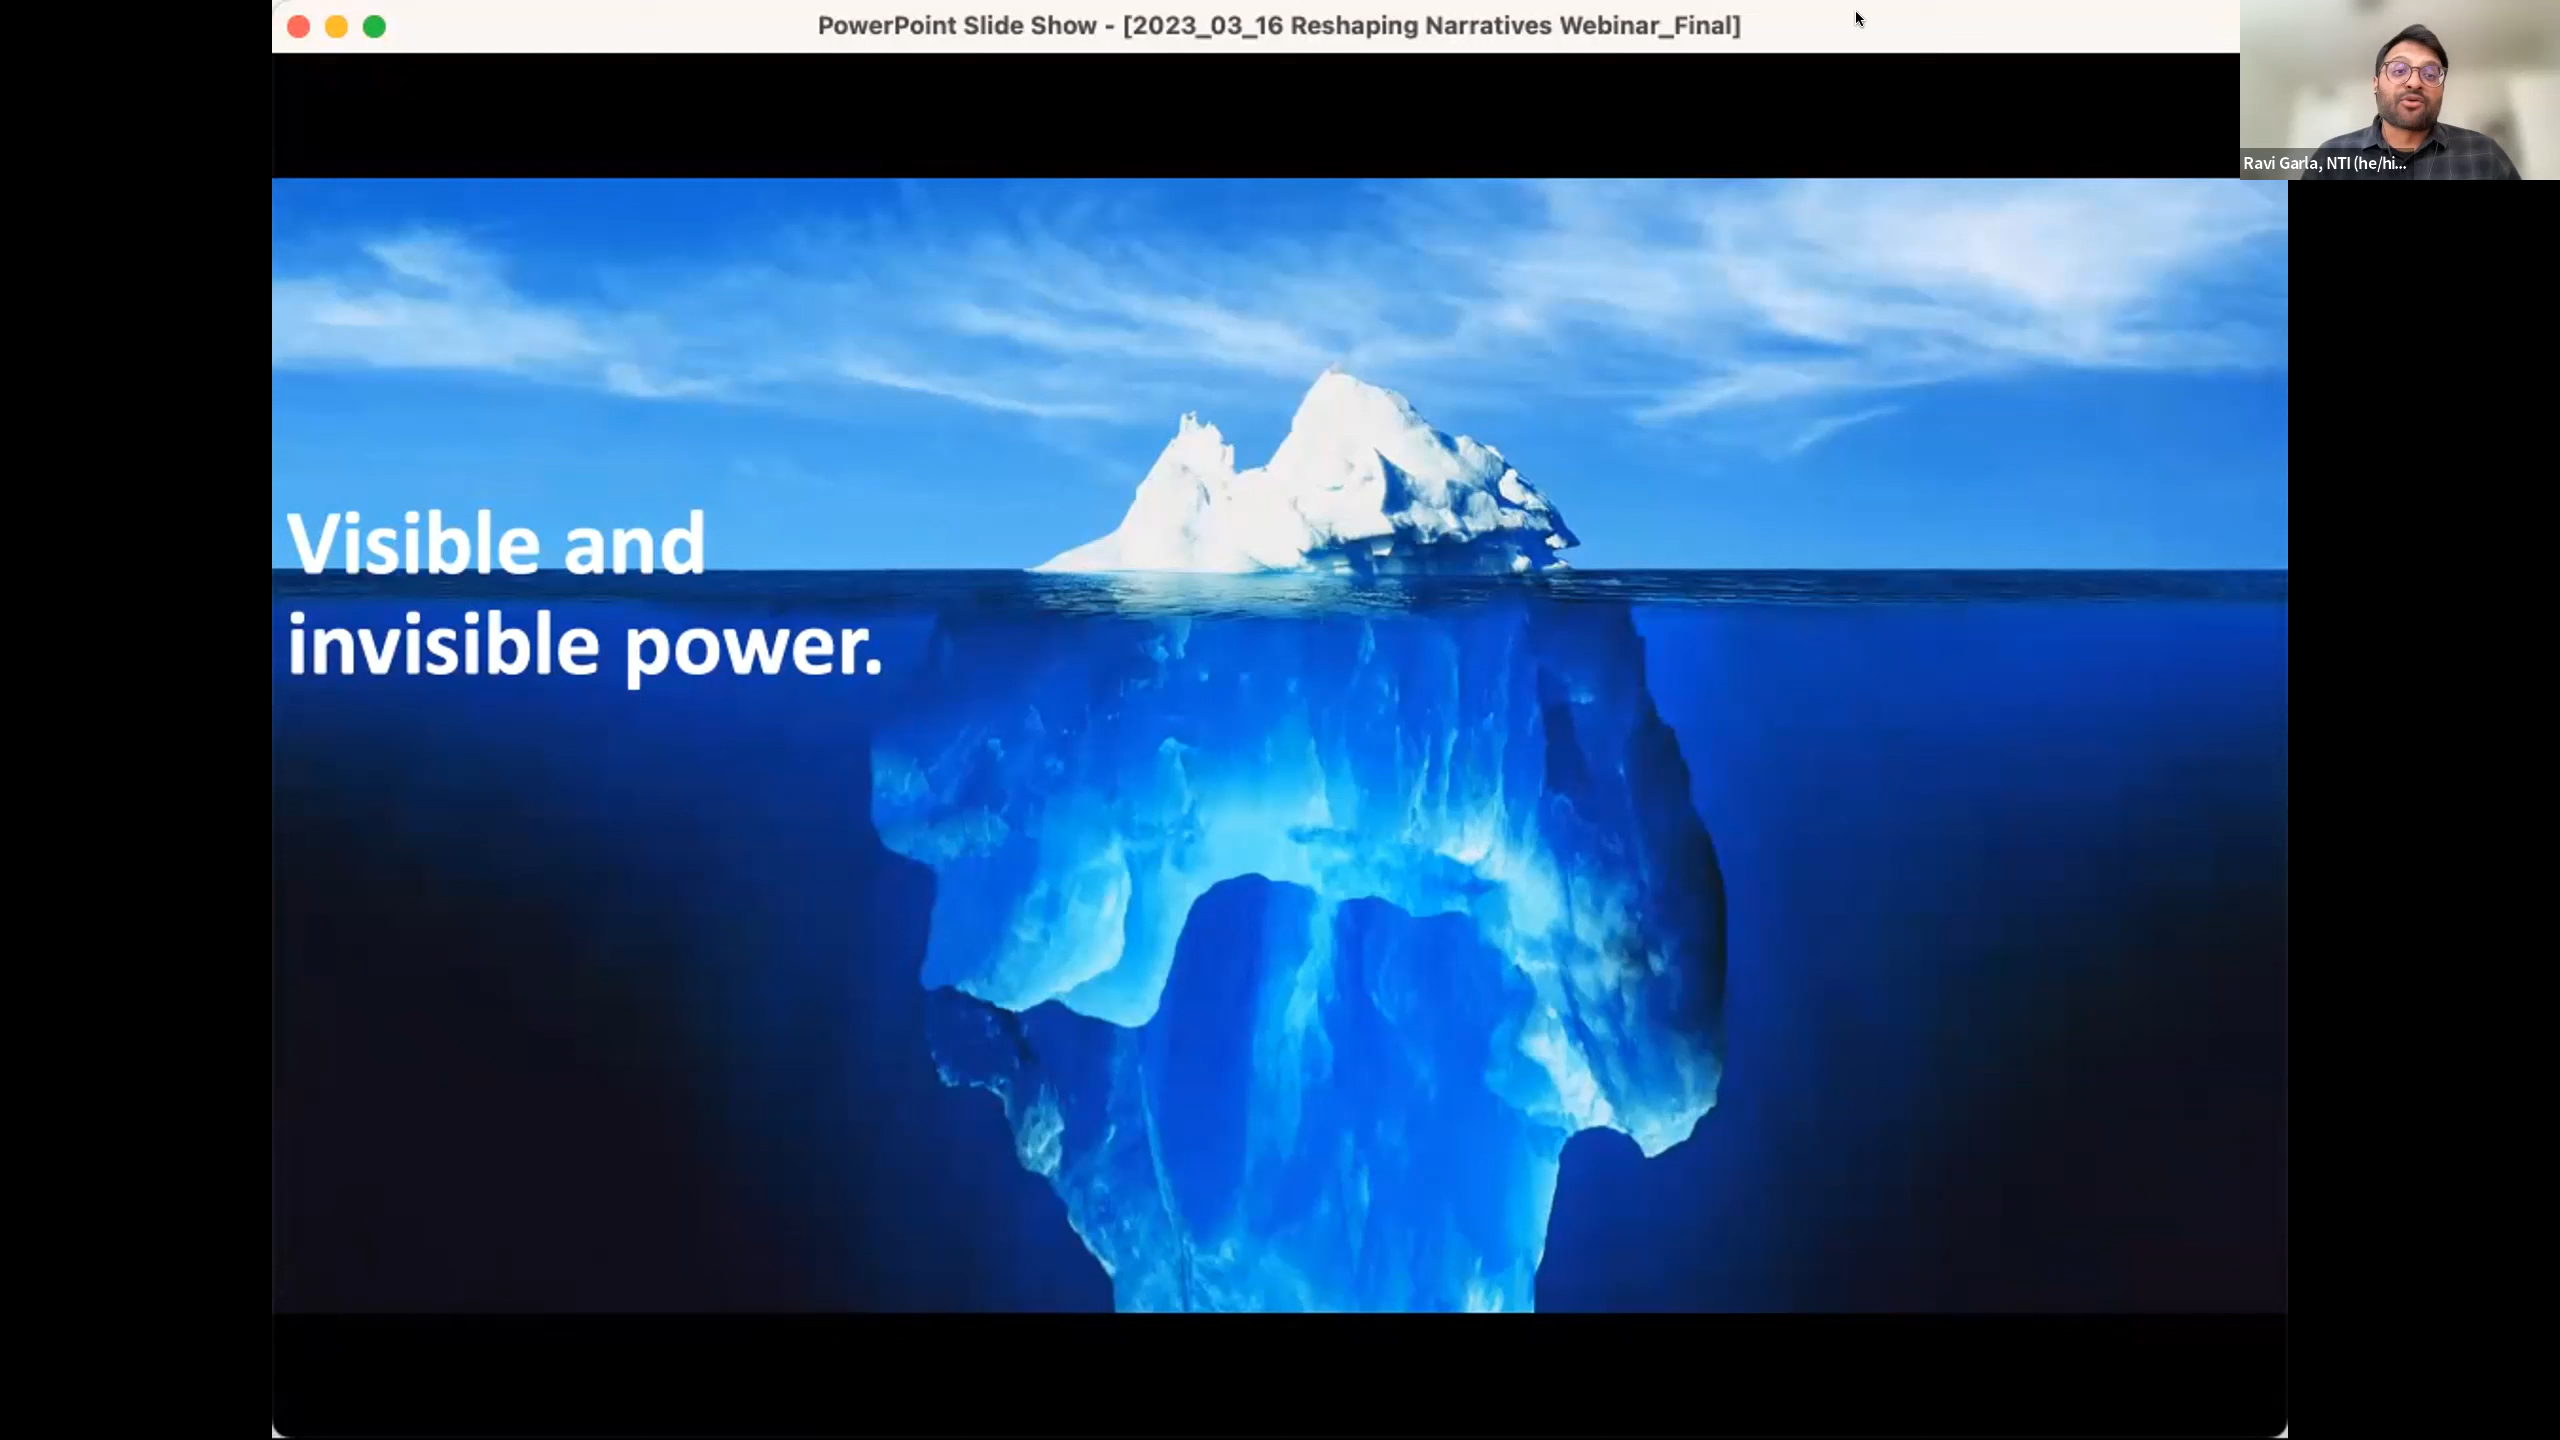 PowerPoint Slide Show - [2023_03_16 Reshaping Narratives Webinar_Final]
Ravi Garla, NTI (he/hi...
Visible and
invisible power.